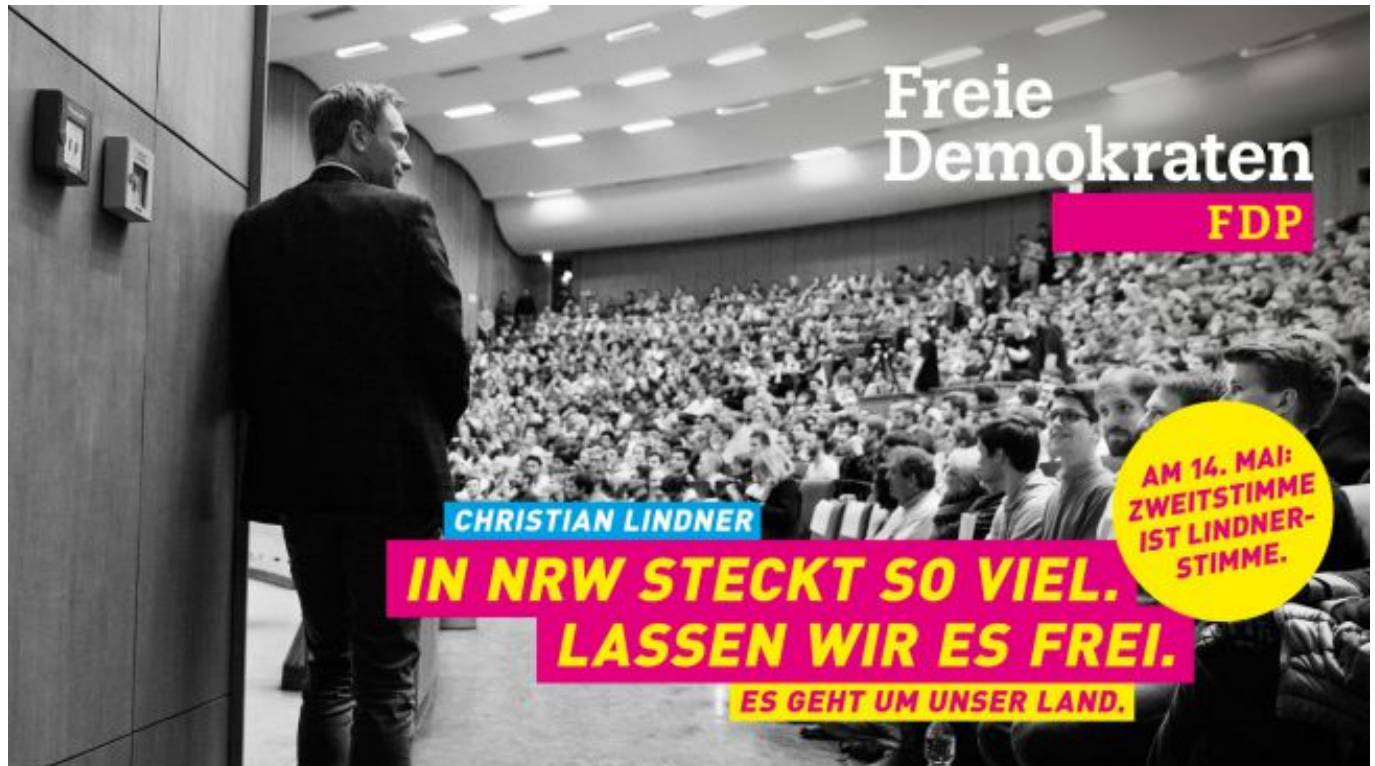 Freie
Demokraten
FDP
AM 14. MAI:
ZWEITSTIMME
IST LINDNER-
STIMME.
CHRISTIAN LINDNER
IN NRW STECKT SO VIEL.
LASSEN WIR ES FREI.
ES GEHT UM UNSER LAND.